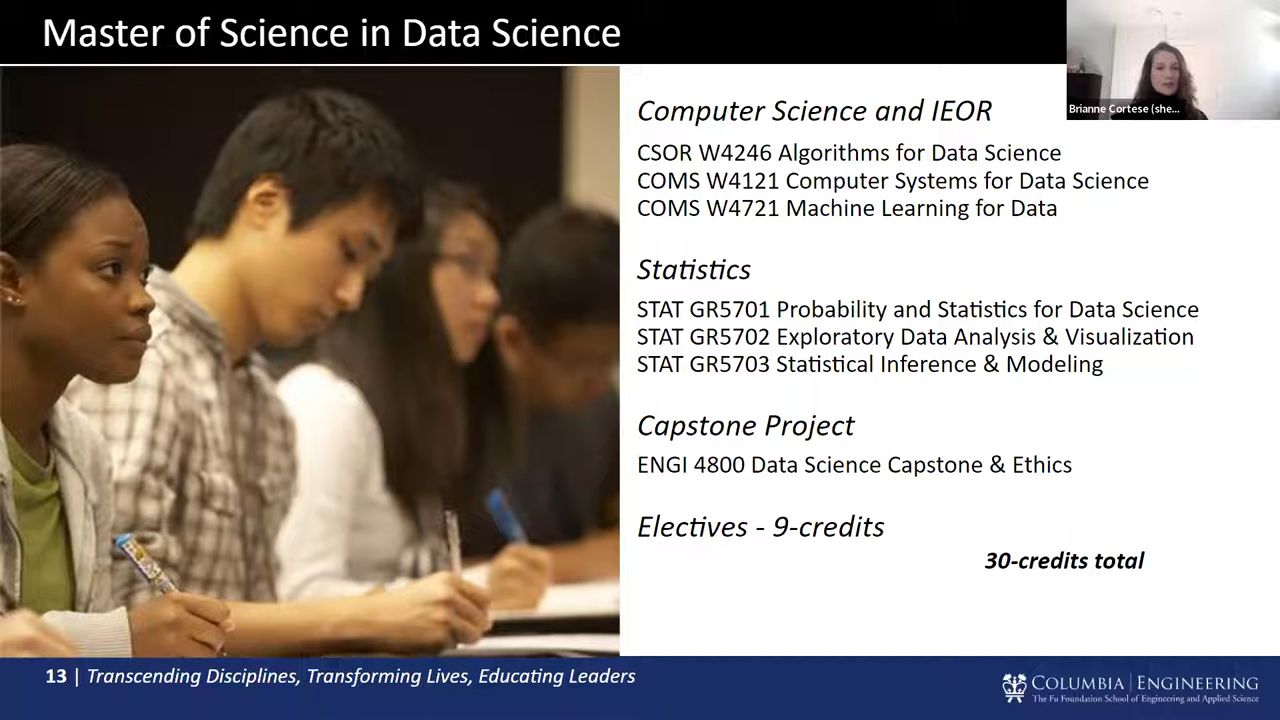 Master of Science in Data Science
Brianne Cortese (she...
Computer Science and IEOR
CSOR W4246 Algorithms for Data Science
COMS W4121 Computer Systems for Data Science
COMS W4721 Machine Learning for Data
Statistics
STAT GR5701 Probability and Statistics for Data Science
STAT GR5702 Exploratory Data Analysis & Visualization
STAT GR5703 Statistical Inference & Modeling
Capstone Project
ENGI 4800 Data Science Capstone & Ethics
Electives - 9-credits
30-credits total
13 | Transcending Disciplines, Transforming Lives, Educating Leaders
COLUMBIA | ENGINEERING
The Fu Foundation School of Engineering and Applied Science